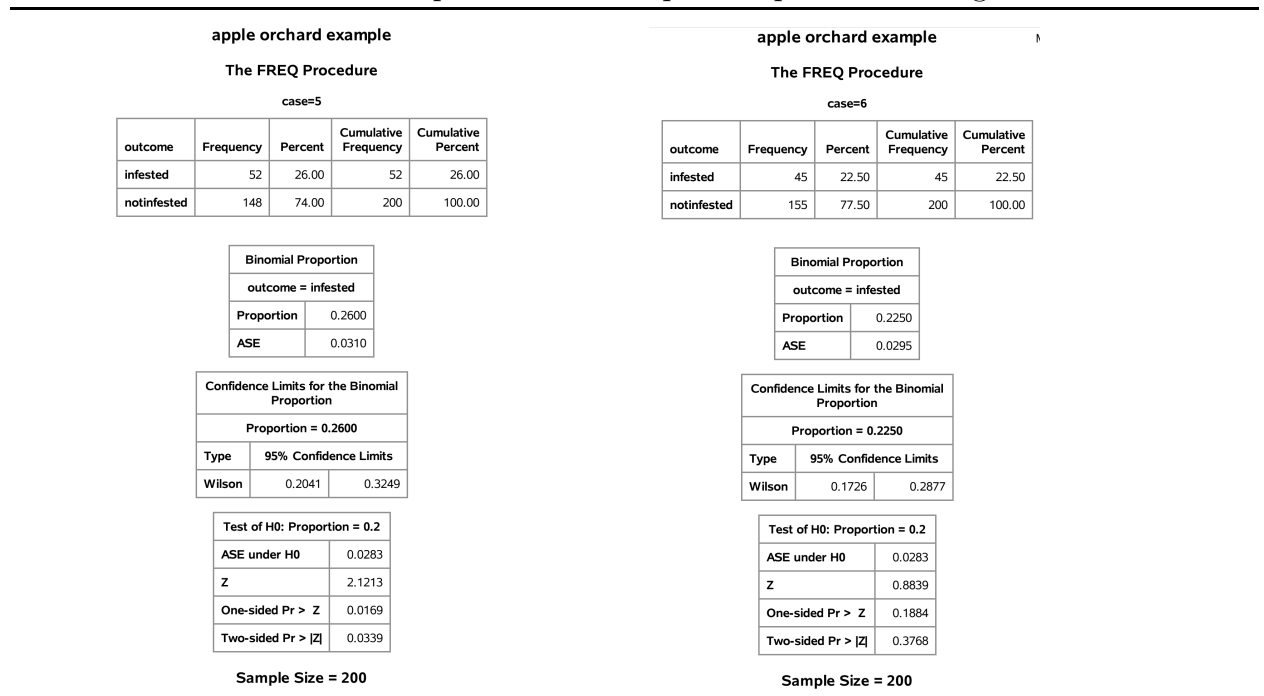 apple orchard example
The FREQ Procedure
case=5
outcome Frequency Percent Cumulative Frequency Cumulative Percent
infested 52 26.00 52 26.00
notinfested 148 74.00 200 100.00
Binomial Proportion
outcome = infested
Proportion 0.2600
ASE 0.0310
Confidence Limits for the Binomial
Proportion
Proportion = 0.2600
Type 95% Confidence Limits
Wilson 0.2041 0.3249
Test of H0: Proportion = 0.2
ASE under H0 0.0283
Z 2.1213
One-sided Pr > Z 0.0169
Two-sided Pr > |Z| 0.0339
Sample Size = 200
apple orchard example
The FREQ Procedure
case=6
outcome Frequency Percent Cumulative Frequency Cumulative Percent
infested 45 22.50 45 22.50
notinfested 155 77.50 200 100.00
Binomial Proportion
outcome = infested
Proportion 0.2250
ASE 0.0295
Confidence Limits for the Binomial
Proportion
Proportion = 0.2250
Type 95% Confidence Limits
Wilson 0.1726 0.2877
Test of H0: Proportion = 0.2
ASE under H0 0.0283
Z 0.8839
One-sided Pr > Z 0.1884
Two-sided Pr > |Z| 0.3768
Sample Size = 200